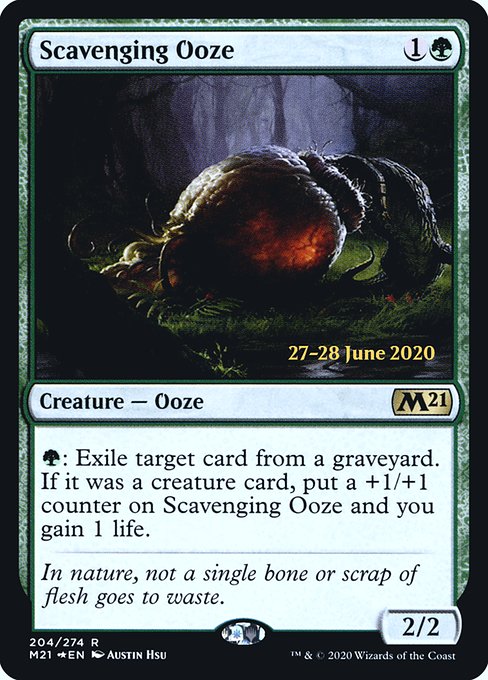 Scavenging Ooze 1
27-28 June 2020
Creature — Ooze M21
: Exile target card from a graveyard.
If it was a creature card, put a +1/+1
counter on Scavenging Ooze and you
gain 1 life.
In nature, not a single bone or scrap of
flesh goes to waste.
2/2
204/274 R
M21 ★ EN Austin Hsu ™ & © 2020 Wizards of the Coast